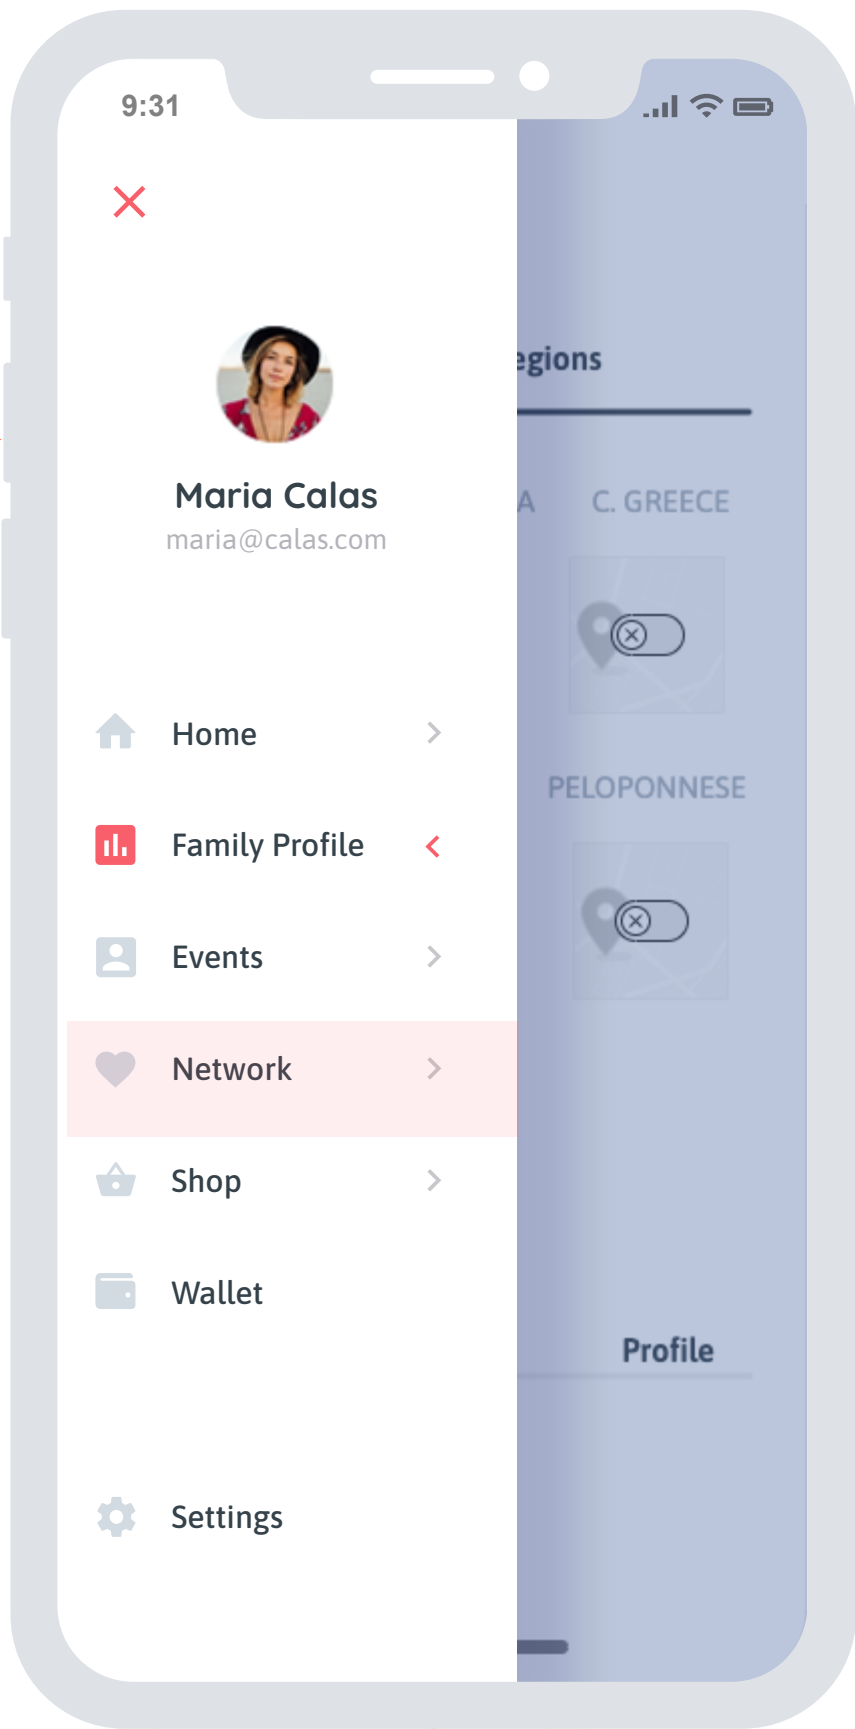 9:31
egions
Maria Calas
maria@calas.com
A C. GREECE
Home
PELOPONNESE
Family Profile
Events
Network
Shop
Wallet
Profile
Settings